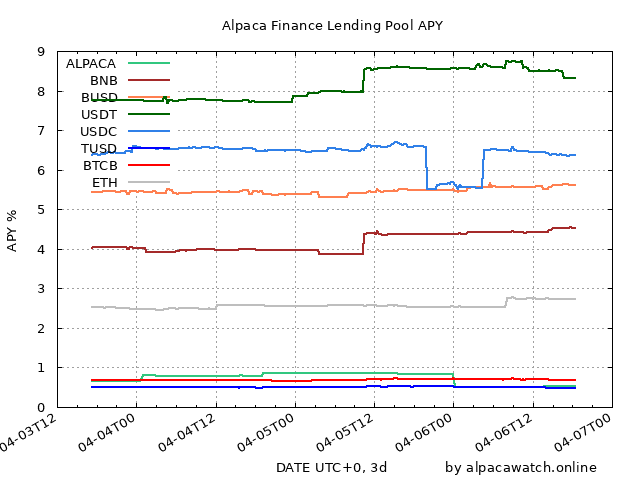 Alpaca Finance Lending Pool APY
9
8
7
6
5
4
3
2
1
0
APY %
ALPACA
BNB
BUSD
USDT
USDC
TUSD
BTCB
ETH
04-03T12
04-04T00
04-04T12
04-05T00
04-05T12
04-06T00
04-06T12
04-07T00
DATE UTC+0, 3d
by alpacawatch.online